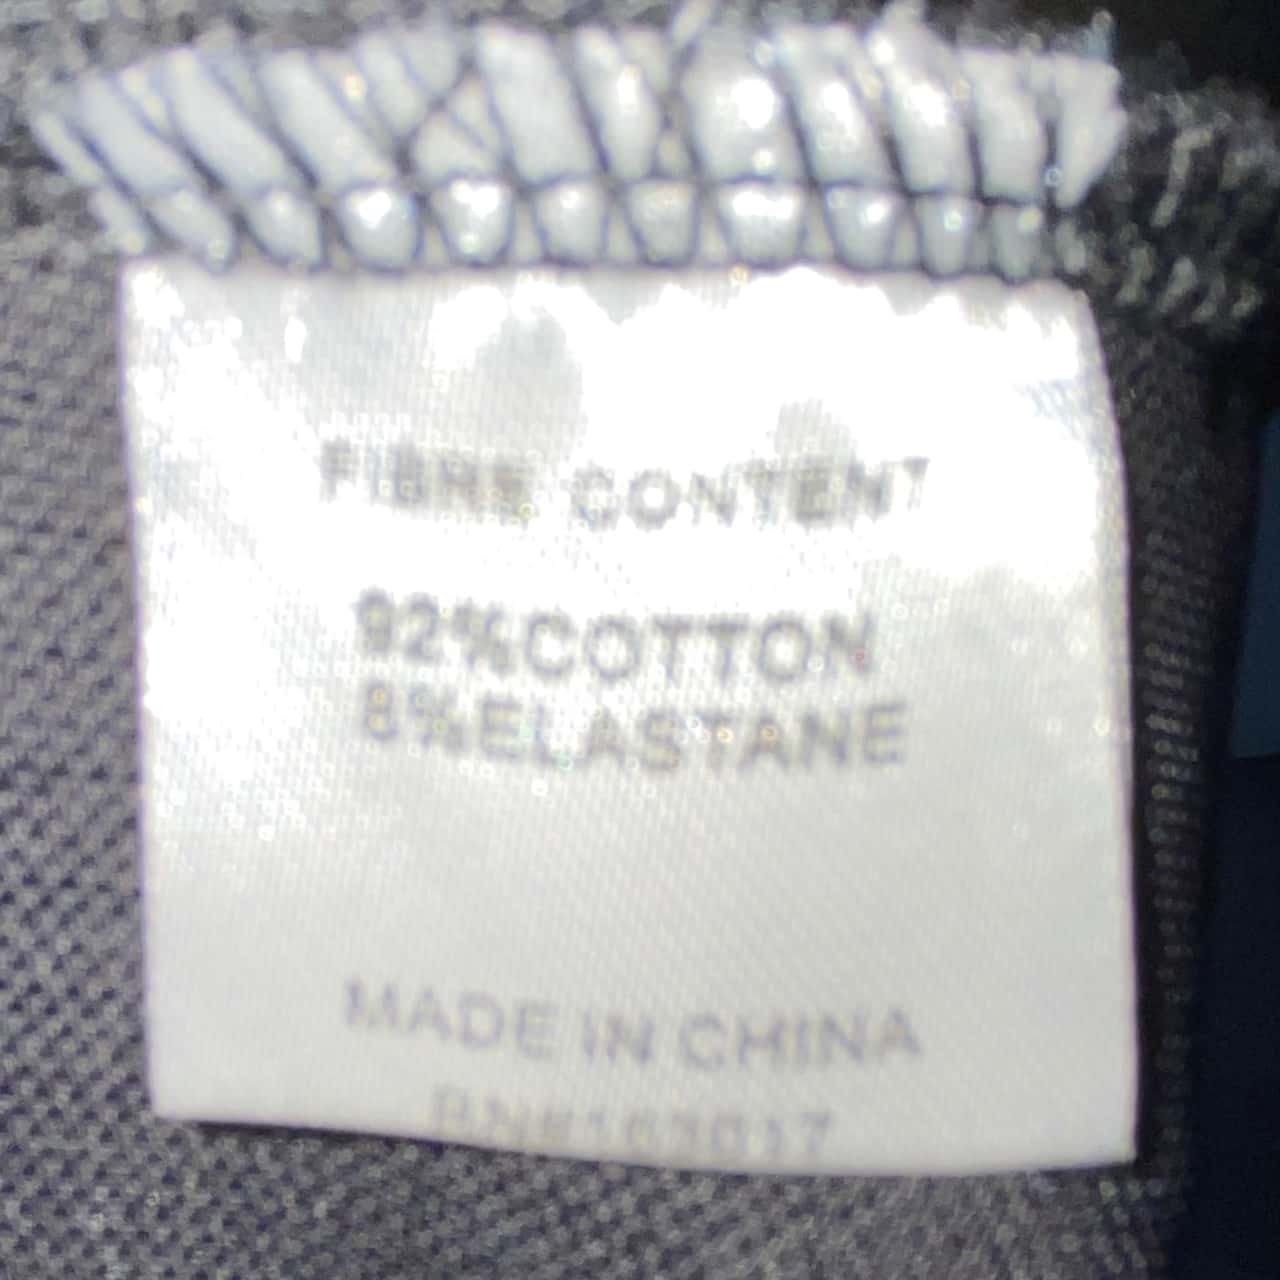 FIBRE CONTENT
92%COTTON
8%ELASTANE
MADE IN CHINA